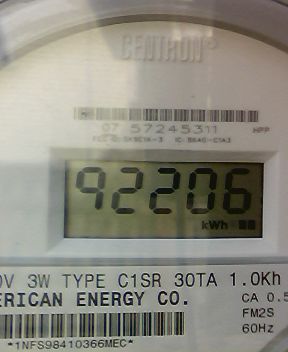 CENTRON®
07 57245311 HPP
92206
kWh
0V 3W TYPE C1SR 30TA 1.0Kh
ERICAN ENERGY CO. CA 0.5
FM2S
60Hz
*1NFS98410366MEC*